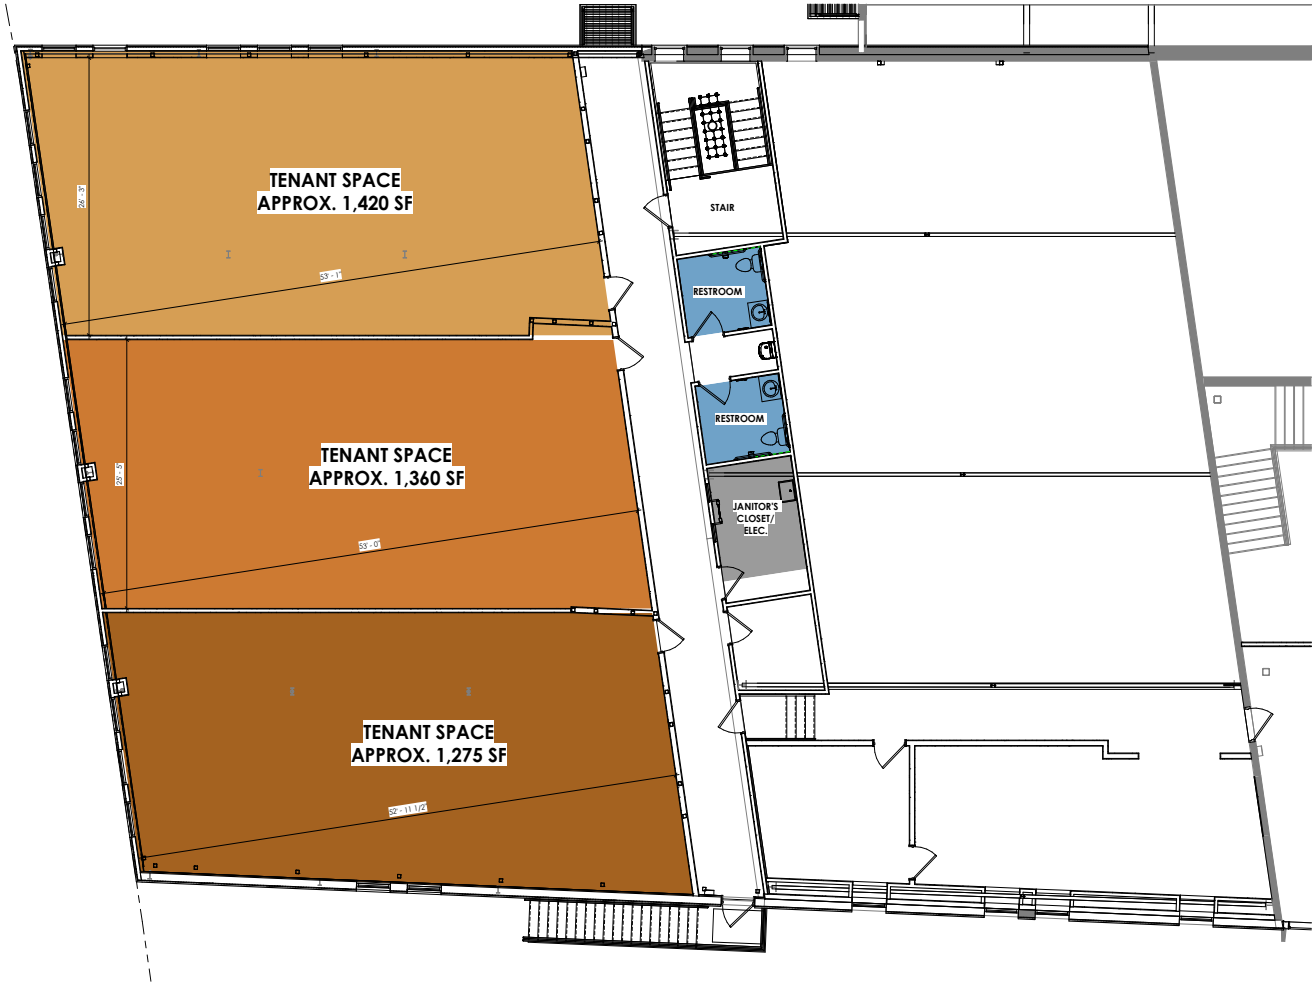 TENANT SPACE
APPROX. 1,420 SF
26' - 3"
53' - 1"
STAIR
RESTROOM
TENANT SPACE
APPROX. 1,360 SF
25' - 5"
53' - 0"
RESTROOM
JANITOR'S
CLOSET/
ELEC.
TENANT SPACE
APPROX. 1,275 SF
52' - 11 1/2"